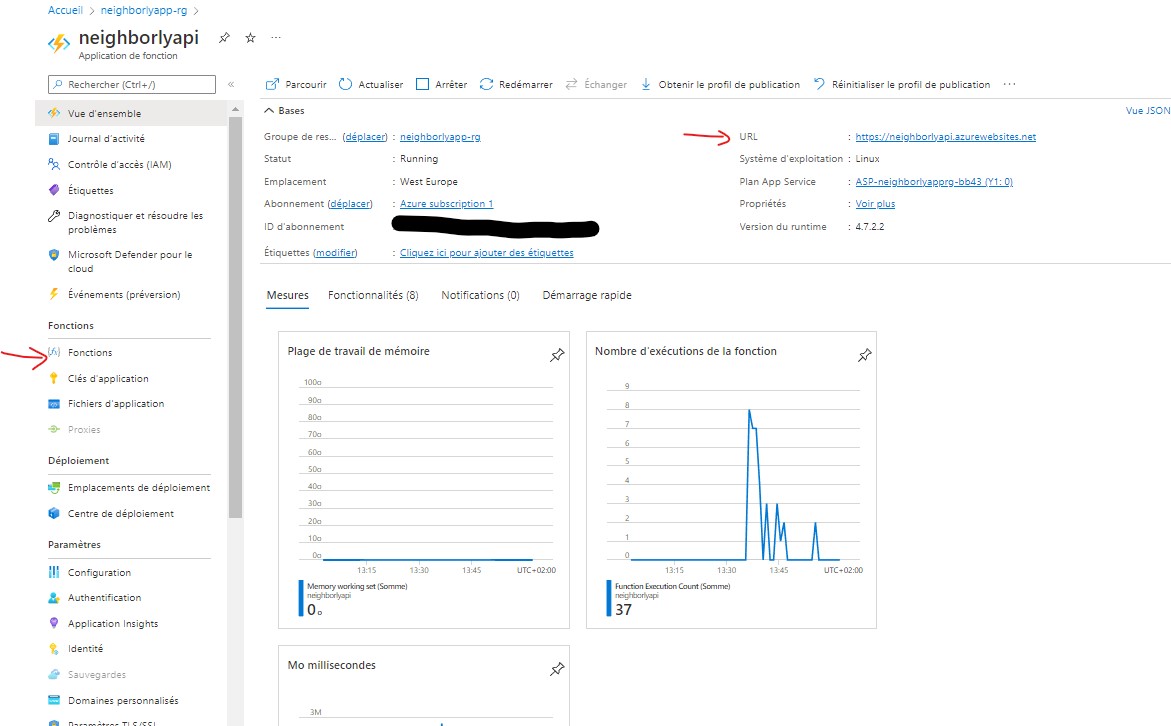 Accueil > neighborlyapp-rg >
neighborlyapi
Application de fonction
Rechercher (Ctrl+/)
«
Parcourir Actualiser Arrêter Redémarrer Échanger Obtenir le profil de publication Réinitialiser le profil de publication ...
Vue d'ensemble
Journal d'activité
Contrôle d'accès (IAM)
Étiquettes
Diagnostiquer et résoudre les
problèmes
Microsoft Defender pour le
cloud
Événements (préversion)
Fonctions
Fonctions
Clés d'application
Fichiers d'application
Proxies
Déploiement
Emplacements de déploiement
Centre de déploiement
Paramètres
Configuration
Authentification
Application Insights
Identité
Sauvegardes
Domaines personnalisés
Paramètres TLS/SSL
Bases
Vue JSON
Groupe de res... (déplacer) : neighborlyapp-rg
Statut : Running
Emplacement : West Europe
Abonnement (déplacer) : Azure subscription 1
ID d'abonnement
Étiquettes (modifier) : Cliquez ici pour ajouter des étiquettes
URL : https://neighborlyapi.azurewebsites.net
Système d'exploitation : Linux
Plan App Service : ASP-neighborlyapprg-bb43 (Y1: 0)
Propriétés : Voir plus
Version du runtime : 4.7.2.2
Mesures Fonctionnalités (8) Notifications (0) Démarrage rapide
Plage de travail de mémoire
100o
90o
80o
70o
60o
50o
40o
30o
20o
10o
0o
13:15 13:30 13:45 UTC+02:00
Memory working set (Somme)
neighborlyapi
0o
Nombre d'exécutions de la fonction
9
8
7
6
5
4
3
2
1
0
13:15 13:30 13:45 UTC+02:00
Function Execution Count (Somme)
neighborlyapi
37
Mo millisecondes
3M